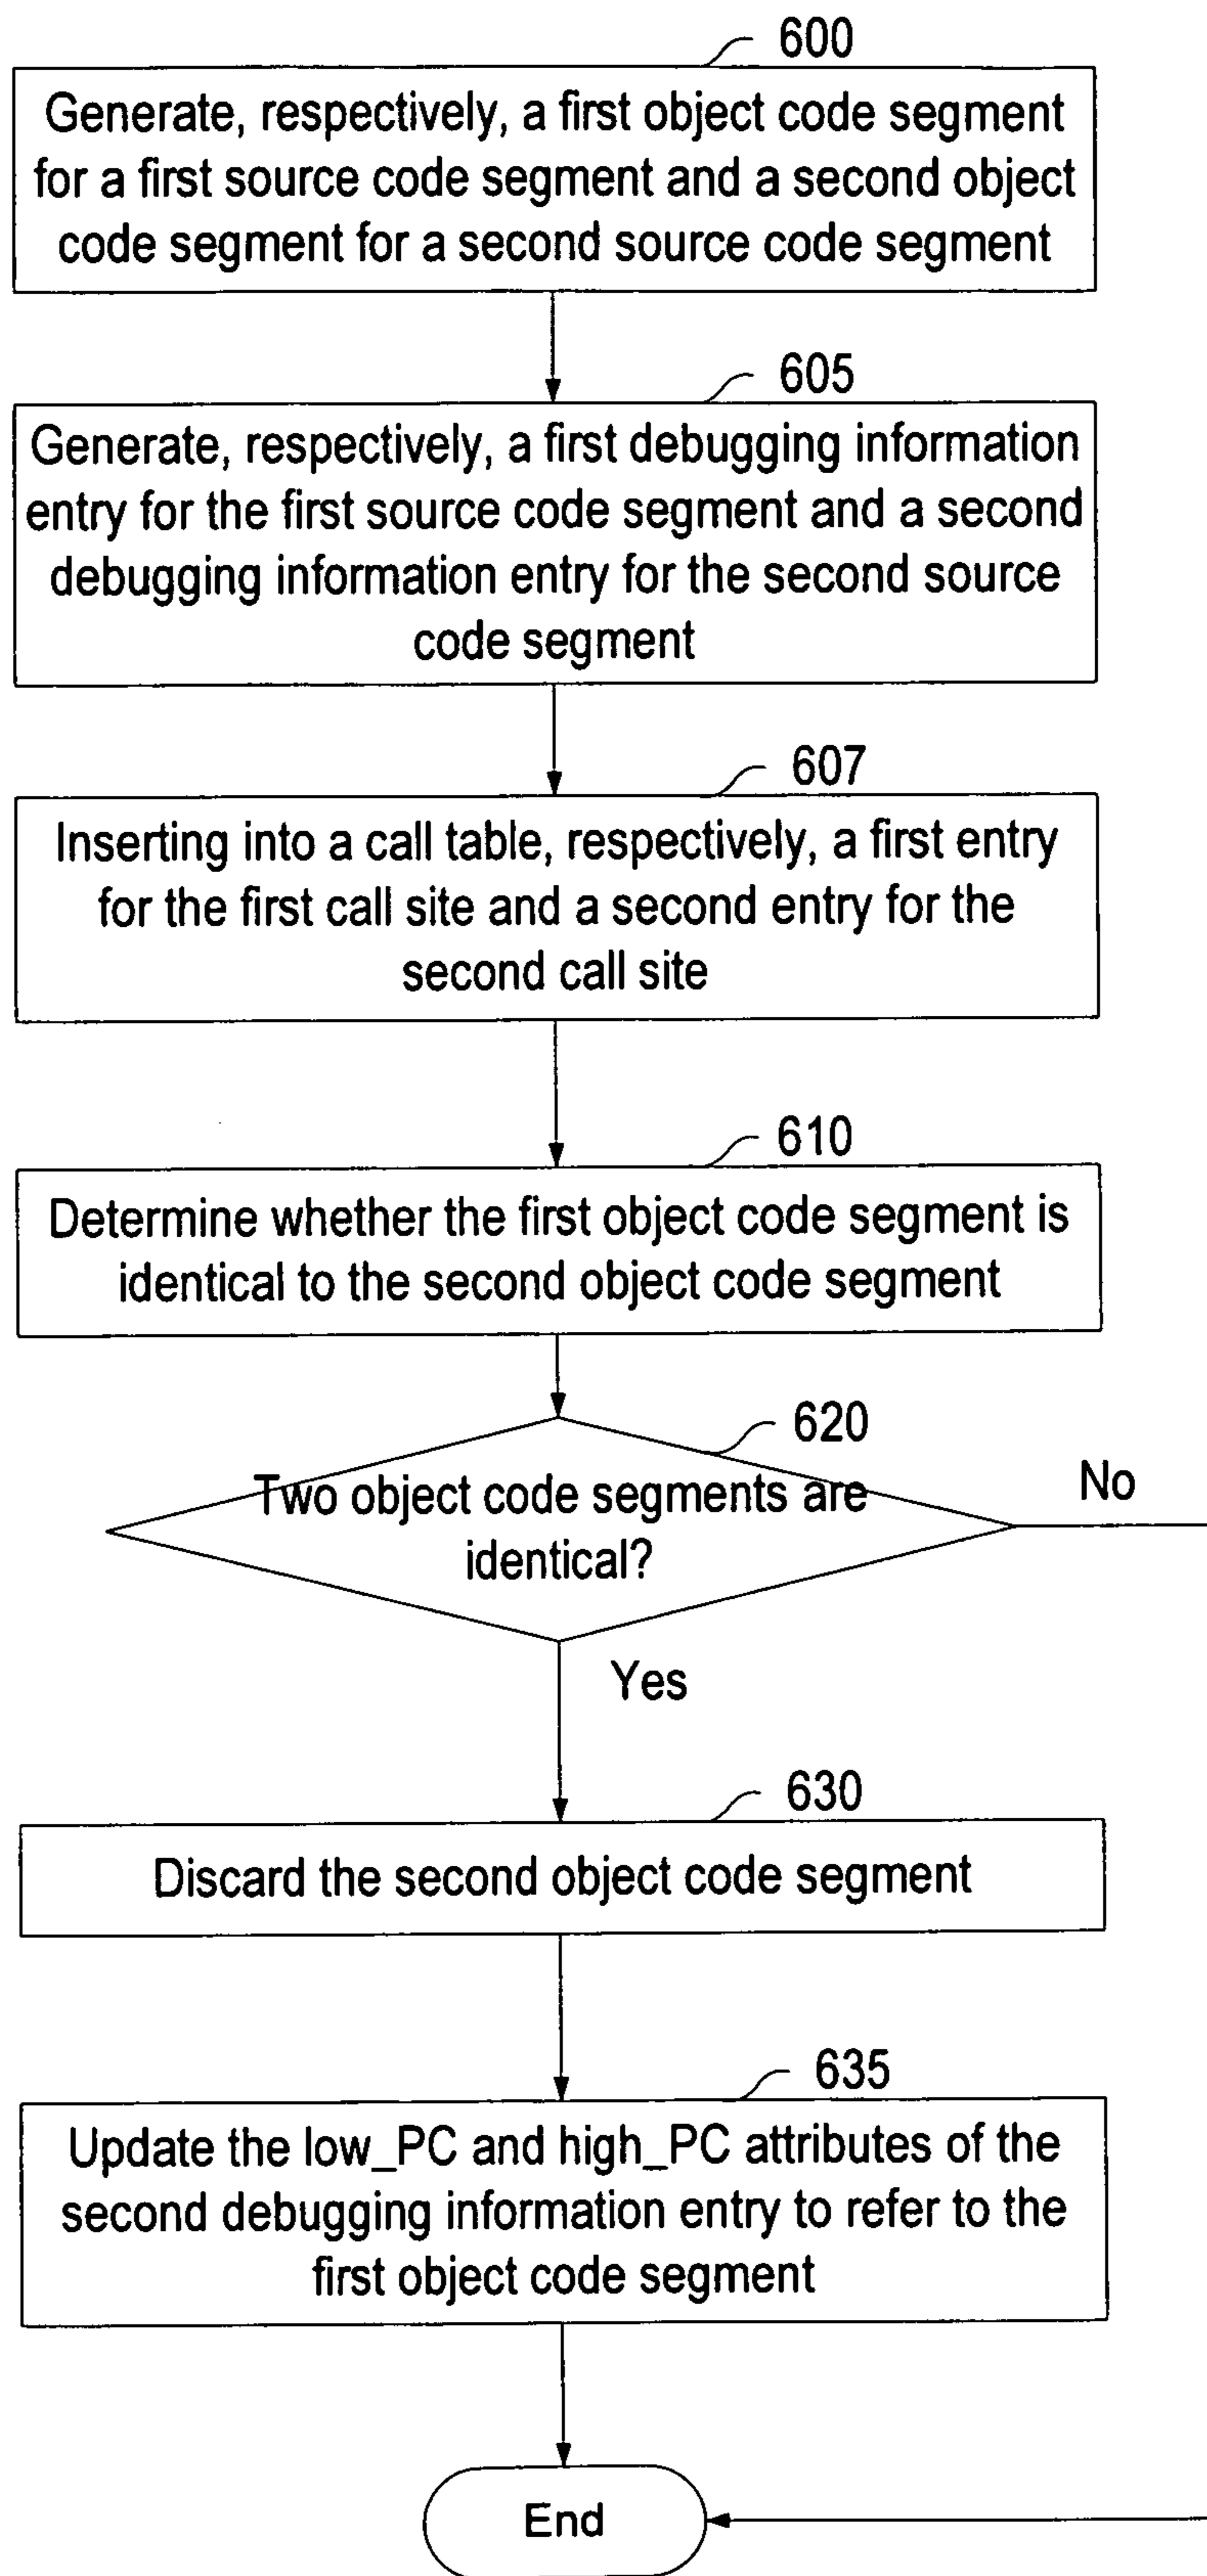 600
Generate, respectively, a first object code segment
for a first source code segment and a second object
code segment for a second source code segment
605
Generate, respectively, a first debugging information
entry for the first source code segment and a second
debugging information entry for the second source
code segment
607
Inserting into a call table, respectively, a first entry
for the first call site and a second entry for the
second call site
610
Determine whether the first object code segment is
identical to the second object code segment
620
Two object code segments are
identical?
No
Yes
630
Discard the second object code segment
635
Update the low_PC and high_PC attributes of the
second debugging information entry to refer to the
first object code segment
End